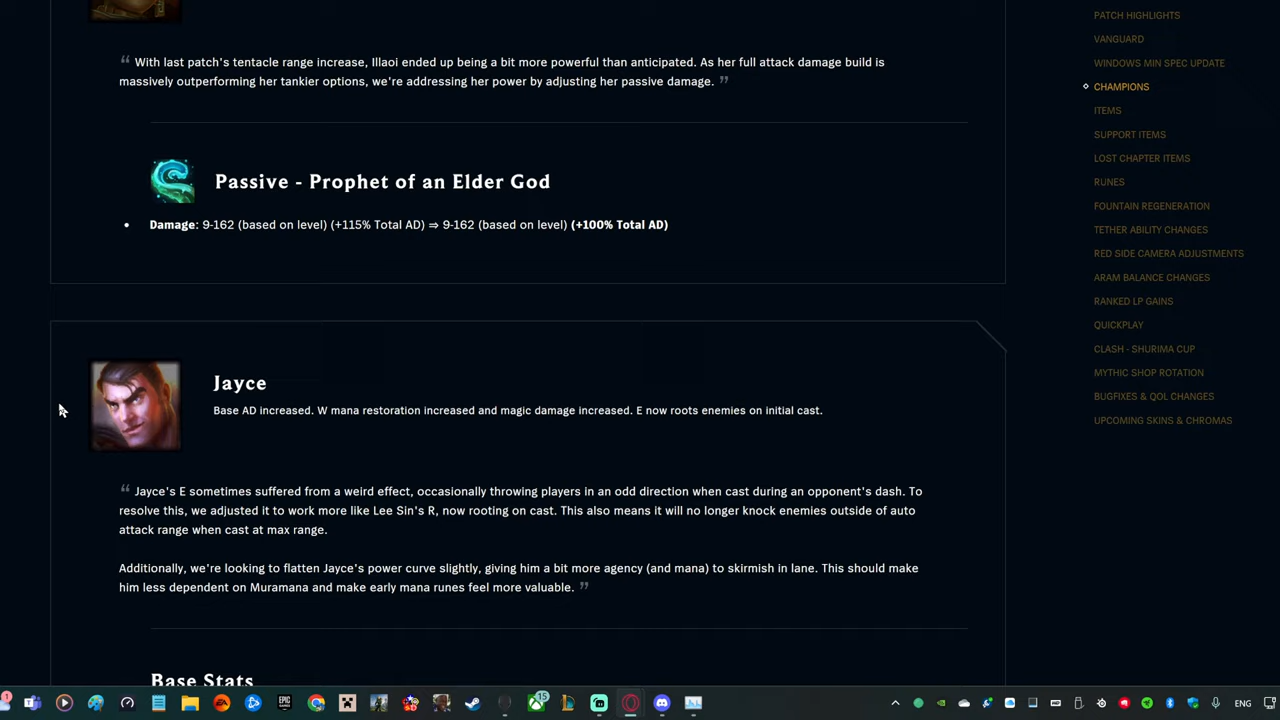 “ With last patch's tentacle range increase, Illaoi ended up being a bit more powerful than anticipated. As her full attack damage build is
massively outperforming her tankier options, we're addressing her power by adjusting her passive damage. ”
Passive - Prophet of an Elder God
• Damage: 9-162 (based on level) (+115% Total AD) ⇒ 9-162 (based on level) (+100% Total AD)
Jayce
Base AD increased. W mana restoration increased and magic damage increased. E now roots enemies on initial cast.
“ Jayce's E sometimes suffered from a weird effect, occasionally throwing players in an odd direction when cast during an opponent's dash. To
resolve this, we adjusted it to work more like Lee Sin's R, now rooting on cast. This also means it will no longer knock enemies outside of auto
attack range when cast at max range.
Additionally, we're looking to flatten Jayce's power curve slightly, giving him a bit more agency (and mana) to skirmish in lane. This should make
him less dependent on Muramana and make early mana runes feel more valuable. ”
Base Stats
PATCH HIGHLIGHTS
VANGUARD
WINDOWS MIN SPEC UPDATE
CHAMPIONS
ITEMS
SUPPORT ITEMS
LOST CHAPTER ITEMS
RUNES
FOUNTAIN REGENERATION
TETHER ABILITY CHANGES
RED SIDE CAMERA ADJUSTMENTS
ARAM BALANCE CHANGES
RANKED LP GAINS
QUICKPLAY
CLASH - SHURIMA CUP
MYTHIC SHOP ROTATION
BUGFIXES & QOL CHANGES
UPCOMING SKINS & CHROMAS
1
EA
EPIC
GAMES
15
ENG